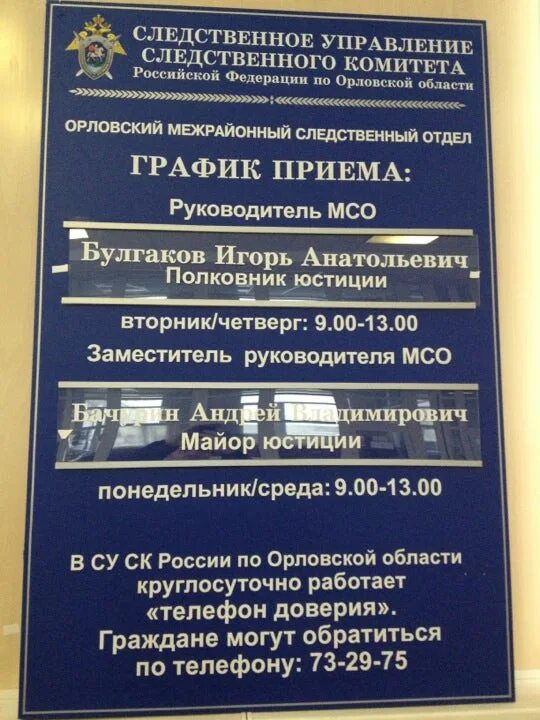 СЛЕДСТВЕННОЕ УПРАВЛЕНИЕ
СЛЕДСТВЕННОГО КОМИТЕТА
Российской Федерации по Орловской области
ОРЛОВСКИЙ МЕЖРАЙОННЫЙ СЛЕДСТВЕННЫЙ ОТДЕЛ
ГРАФИК ПРИЕМА:
Руководитель МСО
Булгаков Игорь Анатольевич
Полковник юстиции
вторник/четверг: 9.00-13.00
Заместитель руководителя МСО
Бачурин Андрей Владимирович
Майор юстиции
понедельник/среда: 9.00-13.00
В СУ СК России по Орловской области
круглосуточно работает
«телефон доверия».
Граждане могут обратиться
по телефону: 73-29-75